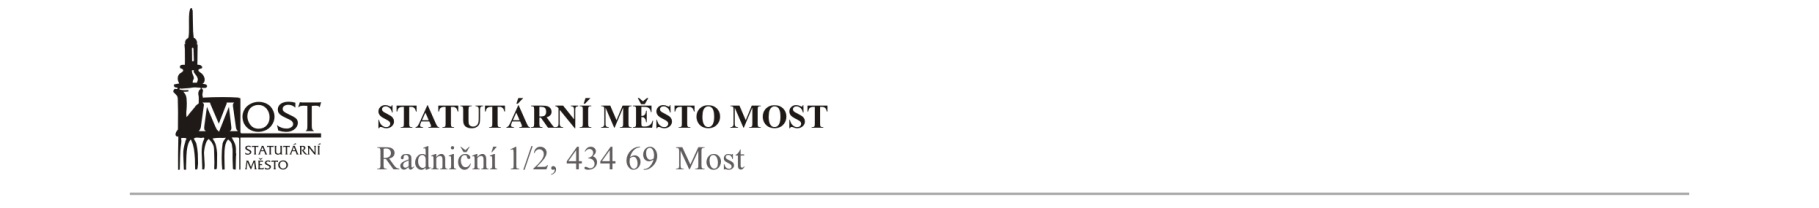 MOST
STATUTÁRNÍ
MĚSTO
STATUTÁRNÍ MĚSTO MOST
Radniční 1/2, 434 69  Most